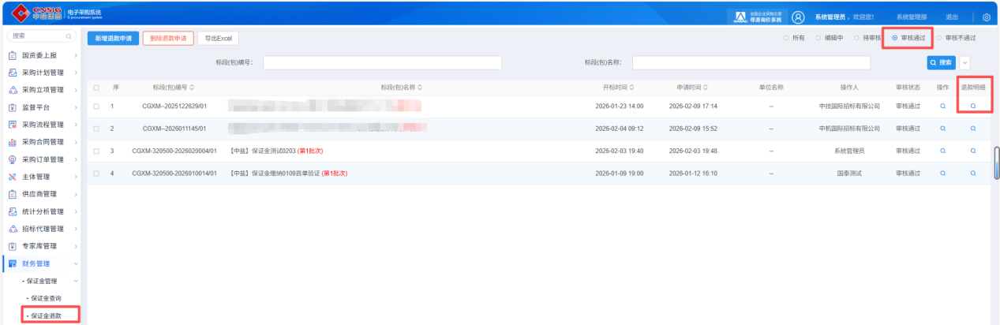 CNSIG 中盐集团 电子采购系统 E-procurement system
寻源询价系统 系统管理员，欢迎您! 系统管理部 退出
搜索
新增退款申请 删除退款申请 导出Excel 所有 编辑中 待审核 审核通过 审核不通过
标段(包)编号: 标段(包)名称: 搜索
序 标段(包)编号 标段(包)名称 开标时间 申请时间 单位名称 操作人 审核状态 操作 退款明细
1 CGXM--2025122629/01 2026-01-23 14:00 2026-02-09 17:14 -- 中技国际招标有限公司 审核通过
2 CGXM--2026011145/01 2026-02-04 09:12 2026-02-09 15:52 -- 中机国际招标有限公司 审核通过
3 CGXM-320500-2026020004/01 【中盐】保证金测试0203 (第1批次) 2026-02-03 19:40 2026-02-03 19:48 -- 系统管理员 审核通过
4 CGXM-320500-2026010014/01 【中盐】保证金缴纳0109首单验证 (第1批次) 2026-01-09 19:00 2026-01-12 16:10 -- 国泰测试 审核通过
国资委上报
采购计划管理
采购立项管理
监督平台
采购流程管理
采购合同管理
采购订单管理
主体管理
供应商管理
统计分析管理
招标代理管理
专家库管理
财务管理
保证金管理
保证金查询
保证金退款